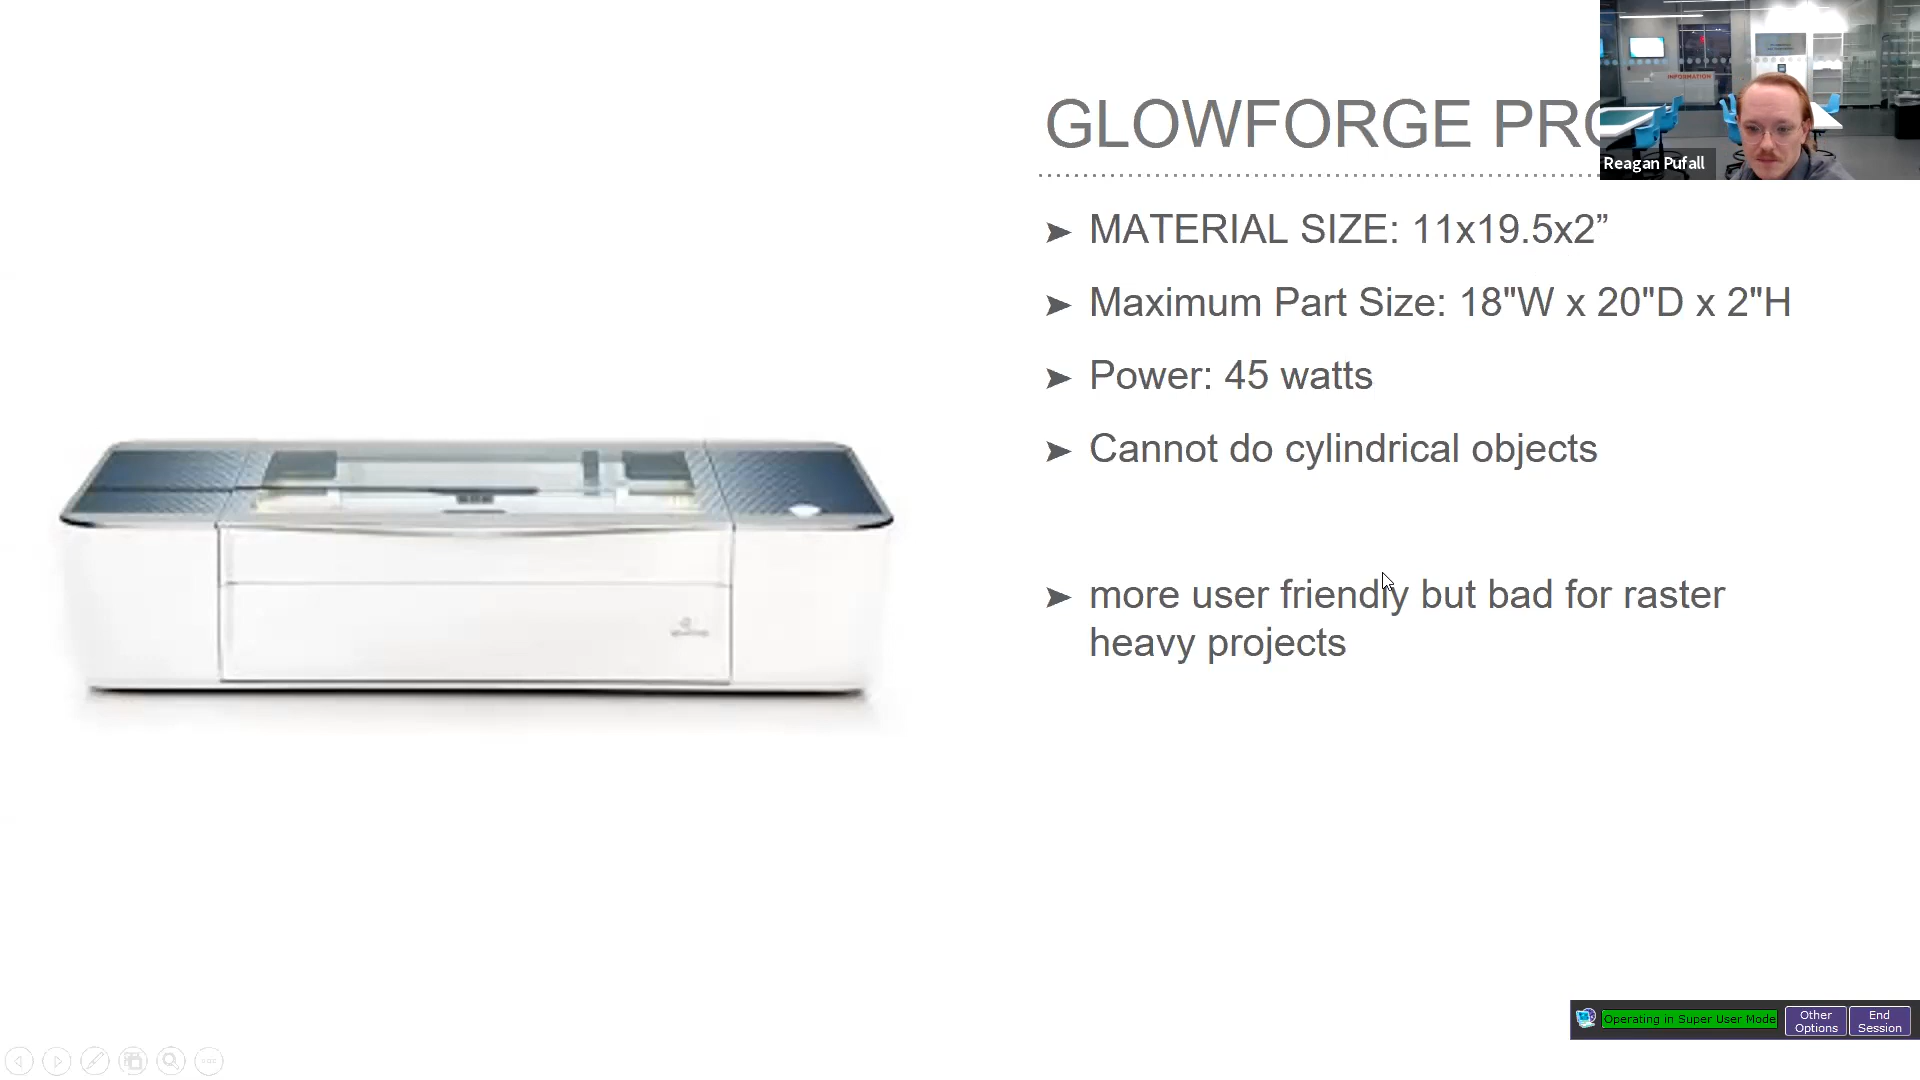 GLOWFORGE PRO
INFORMATION
Reagan Pufall
➤ MATERIAL SIZE: 11x19.5x2”
➤ Maximum Part Size: 18"W x 20"D x 2"H
➤ Power: 45 watts
➤ Cannot do cylindrical objects
➤ more user friendly but bad for raster
heavy projects
Operating in Super User Mode
Other
Options
End
Session